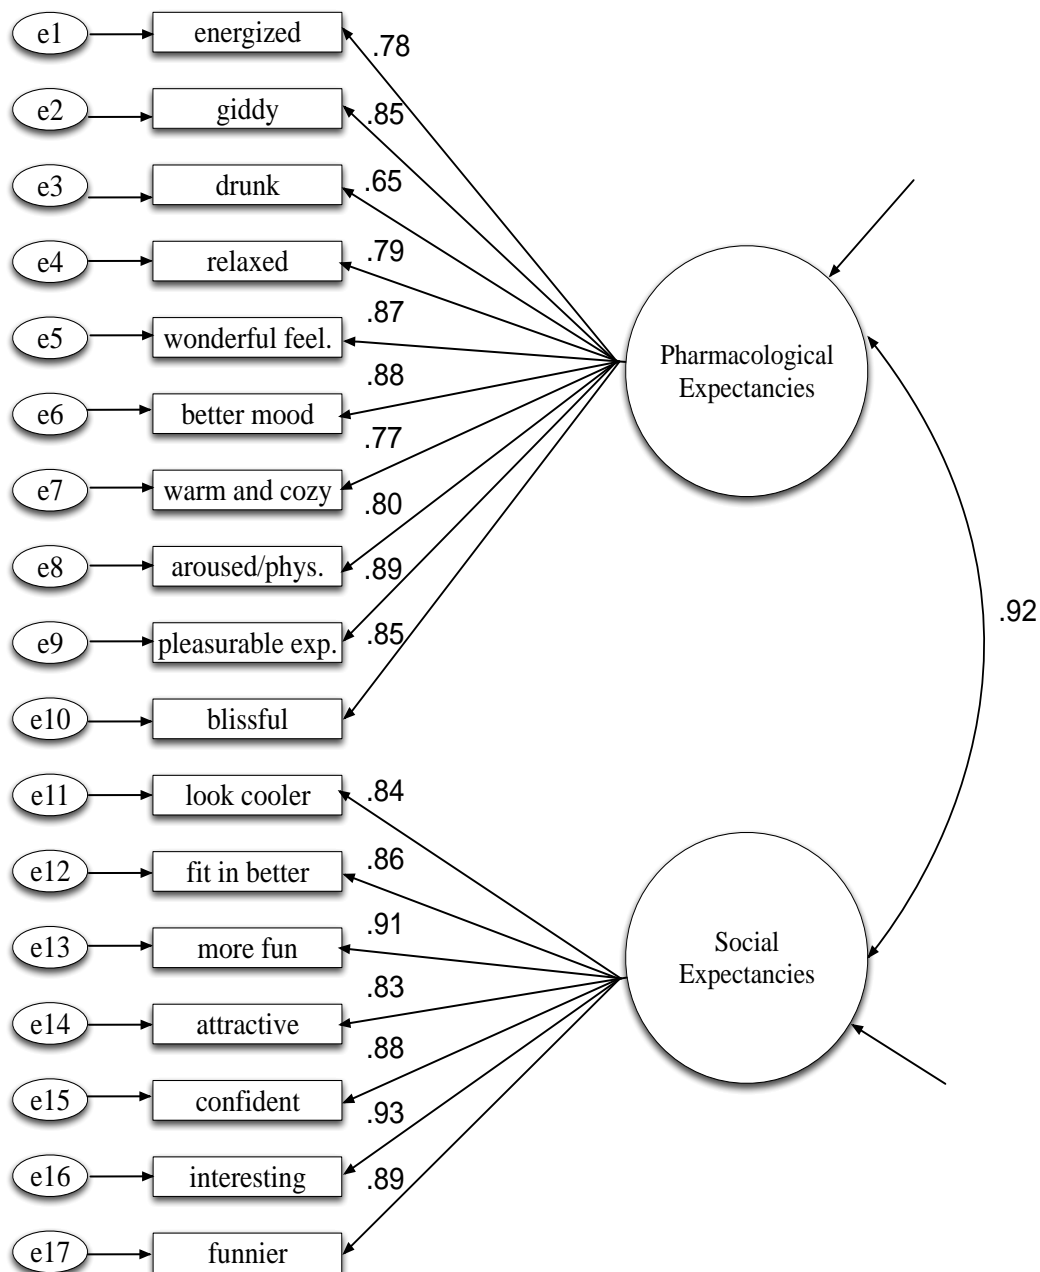 e1 energized .78
e2 giddy .85
e3 drunk .65
e4 relaxed .79
e5 wonderful feel. .87
Pharmacological
Expectancies
e6 better mood .88
e7 warm and cozy .77
e8 aroused/phys. .80
e9 pleasurable exp. .89
.92
e10 blissful .85
e11 look cooler .84
e12 fit in better .86
e13 more fun .91
Social
Expectancies
e14 attractive .83
e15 confident .88
e16 interesting .93
e17 funnier .89